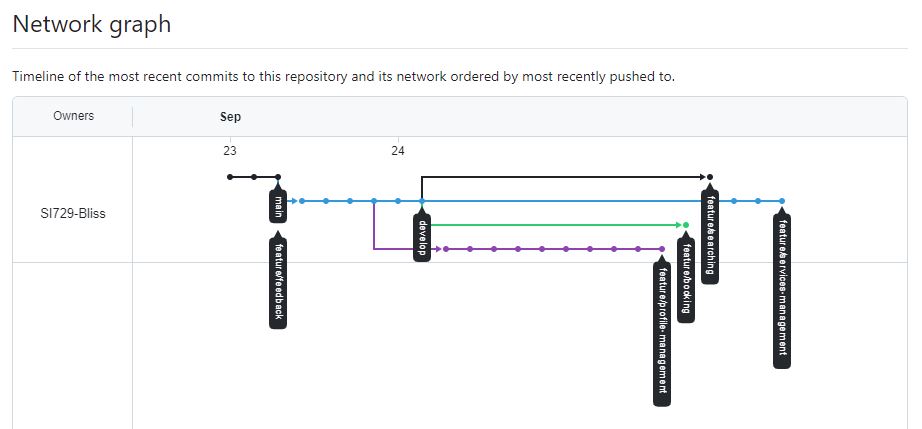 Network graph
Timeline of the most recent commits to this repository and its network ordered by most recently pushed to.
Owners
Sep
23
24
SI729-Bliss
main
feature/feedback
develop
feature/profile-management
feature/booking
feature/searching
feature/services-management